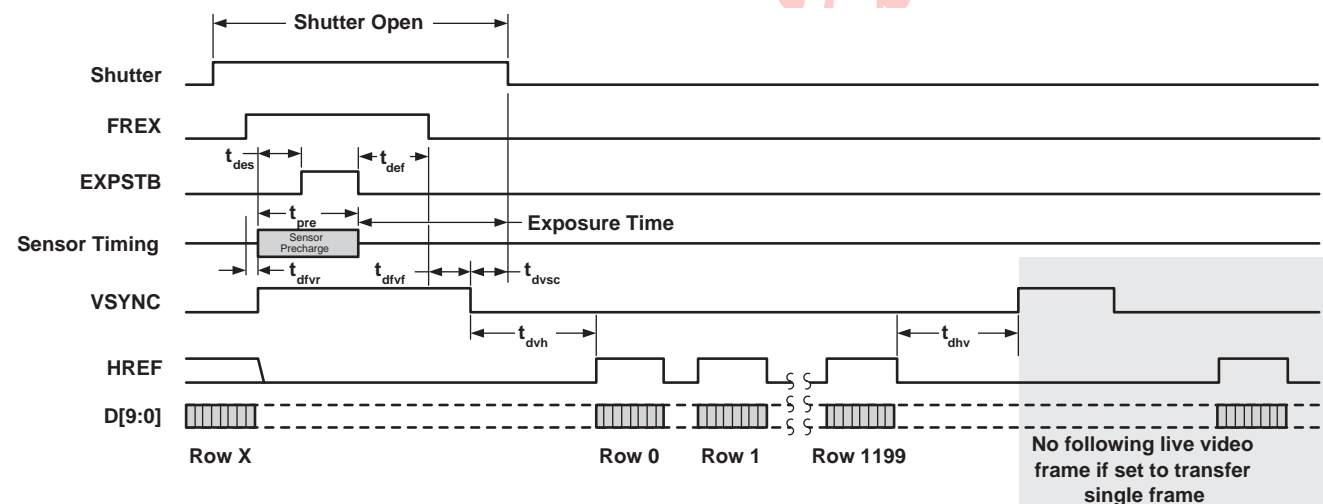 Shutter Open
Shutter
FREX
t des
t def
EXPSTB
t pre
Exposure Time
Sensor Timing
Sensor
Precharge
t dfvr
t dfvf
t dvsc
VSYNC
t dvh
t dhv
HREF
D[9:0]
Row X
Row 0
Row 1
Row 1199
No following live video
frame if set to transfer
single frame